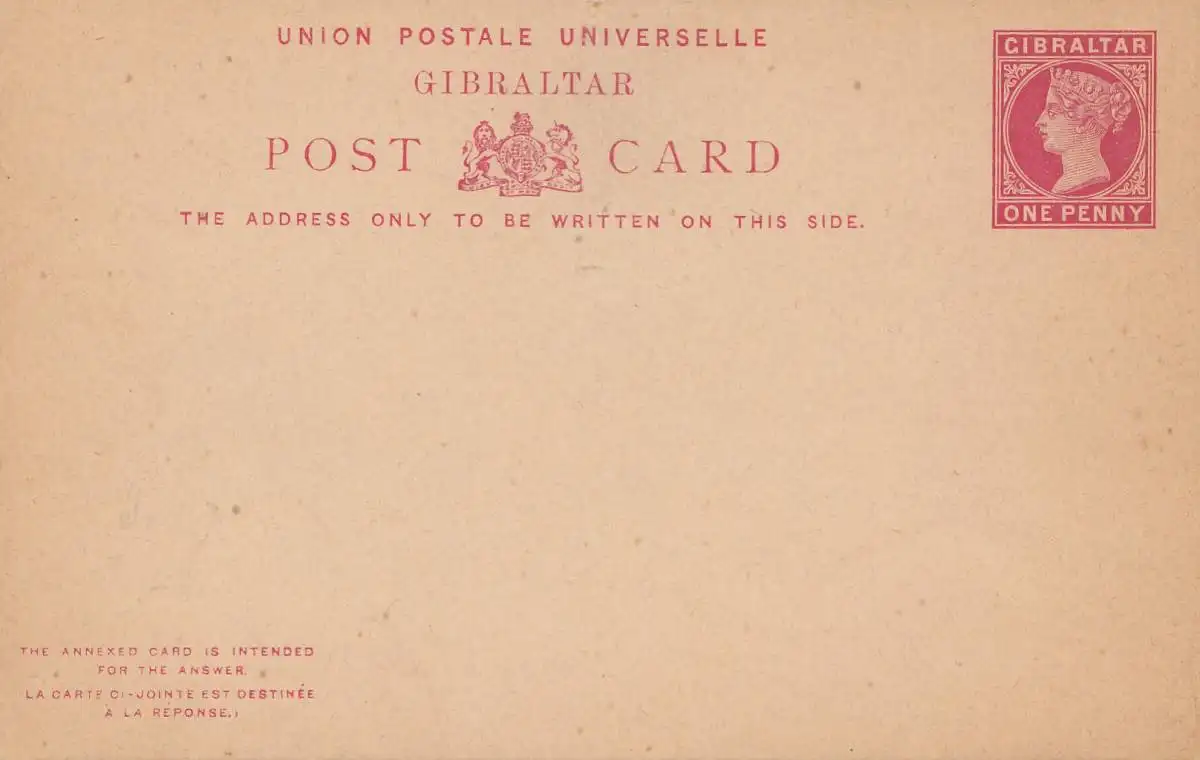 UNION POSTALE UNIVERSELLE
GIBRALTAR
POST CARD
THE ADDRESS ONLY TO BE WRITTEN ON THIS SIDE.
GIBRALTAR
ONE PENNY
THE ANNEXED CARD IS INTENDED
FOR THE ANSWER.
LA CARTE CI-JOINTE EST DESTINÉE
À LA RÉPONSE.)